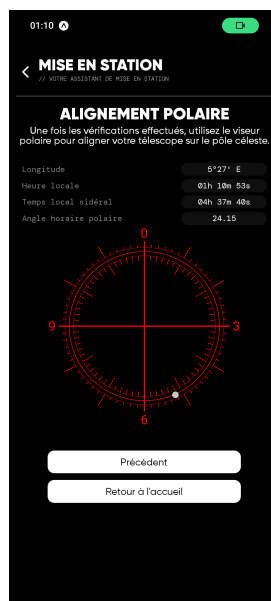 01:10
MISE EN STATION
// VOTRE ASSISTANT DE MISE EN STATION
ALIGNEMENT POLAIRE
Une fois les vérifications effectués, utilisez le viseur
polaire pour aligner votre télescope sur le pôle céleste.
Longitude 5°27' E
Heure locale 01h 10m 53s
Temps local sidéral 04h 37m 40s
Angle horaire polaire 24.15
0
9 3
6
Précédent
Retour à l'accueil